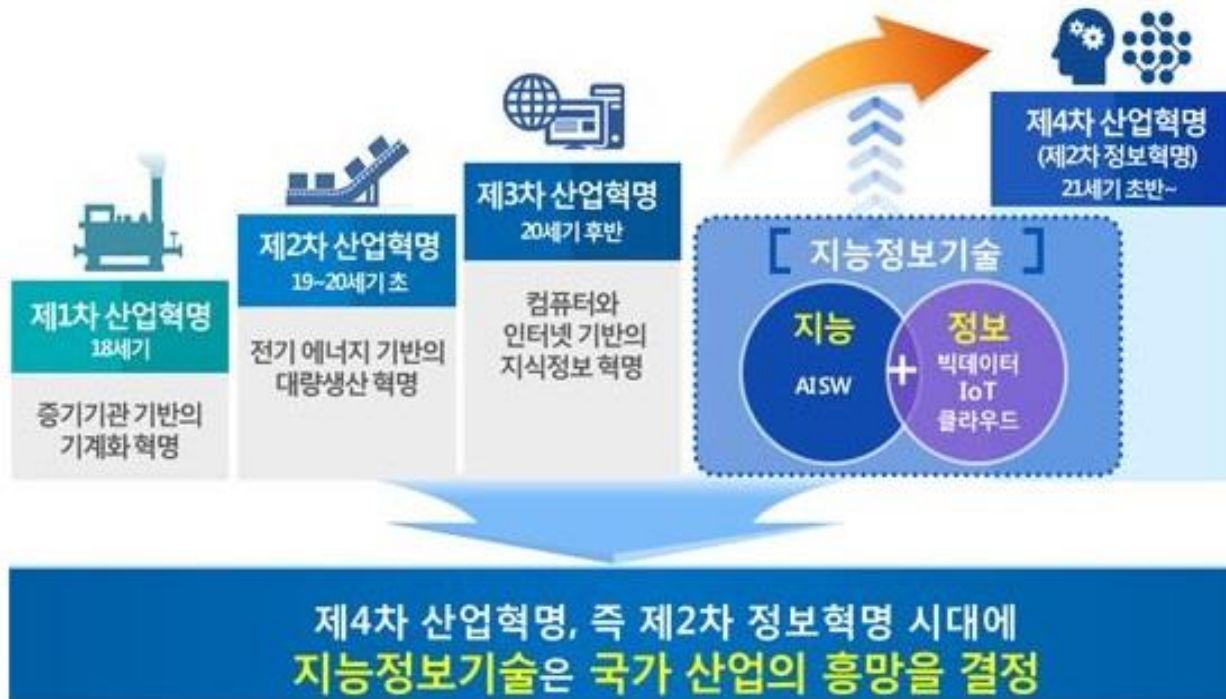 제1차 산업혁명
18세기
증기기관 기반의
기계화 혁명
제2차 산업혁명
19~20세기 초
전기 에너지 기반의
대량생산 혁명
제3차 산업혁명
20세기 후반
컴퓨터와
인터넷 기반의
지식정보 혁명
[ 지능정보기술 ]
지능
AI SW
+
정보
빅데이터
IoT
클라우드
제4차 산업혁명
(제2차 정보혁명)
21세기 초반~
제4차 산업혁명, 즉 제2차 정보혁명 시대에
지능정보기술은 국가 산업의 흥망을 결정